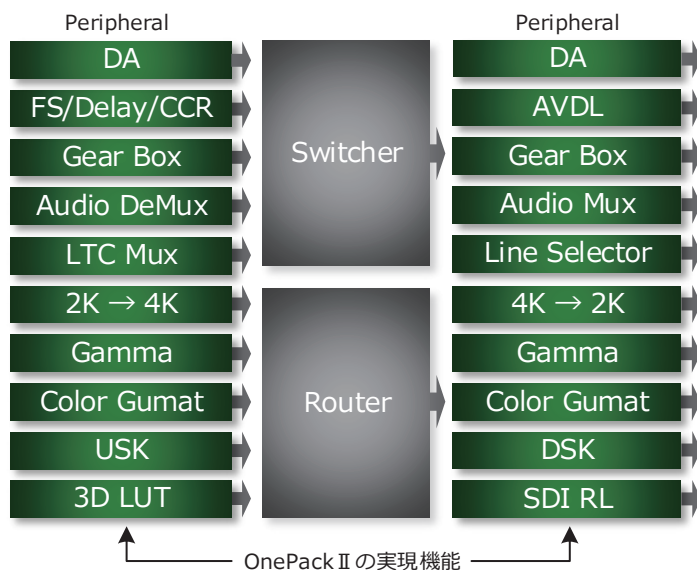 Peripheral
DA
FS/Delay/CCR
Gear Box
Audio DeMux
LTC Mux
2K → 4K
Gamma
Color Gumat
USK
3D LUT
Switcher
Router
Peripheral
DA
AVDL
Gear Box
Audio Mux
Line Selector
4K → 2K
Gamma
Color Gumat
DSK
SDI RL
OnePackⅡの実現機能